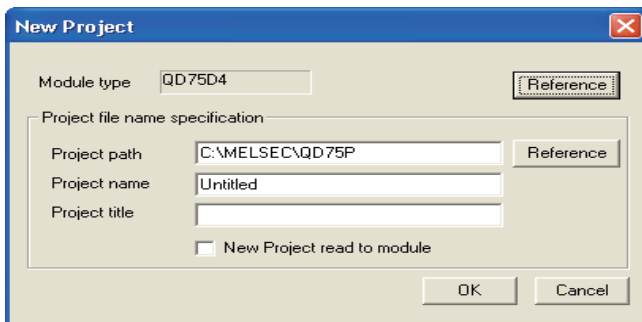 New Project
Module type QD75D4 Reference
Project file name specification
Project path C:\MELSEC\QD75P Reference
Project name Untitled
Project title
New Project read to module
OK Cancel